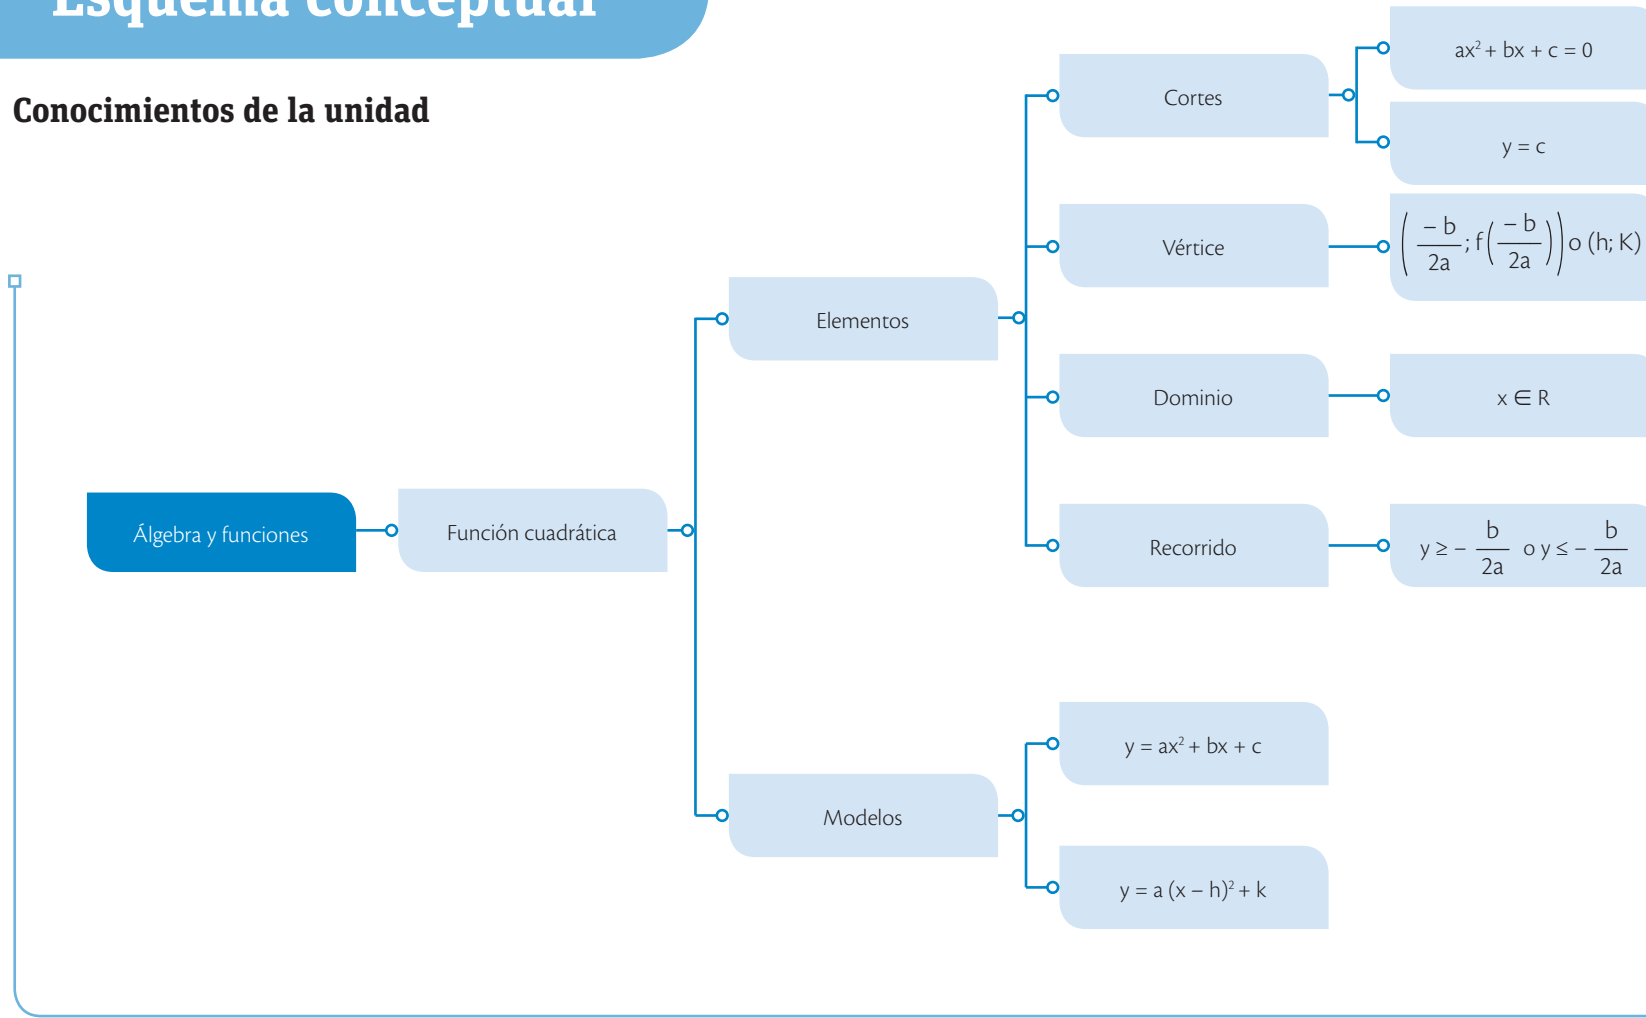 Esquema conceptual
Conocimientos de la unidad
Álgebra y funciones
Función cuadrática
Elementos
Cortes
ax² + bx + c = 0
y = c
Vértice
( – b / 2a ; f ( – b / 2a ) ) o (h; K)
Dominio
x ∈ R
Recorrido
y ≥ – b / 2a o y ≤ – b / 2a
Modelos
y = ax² + bx + c
y = a (x – h)² + k